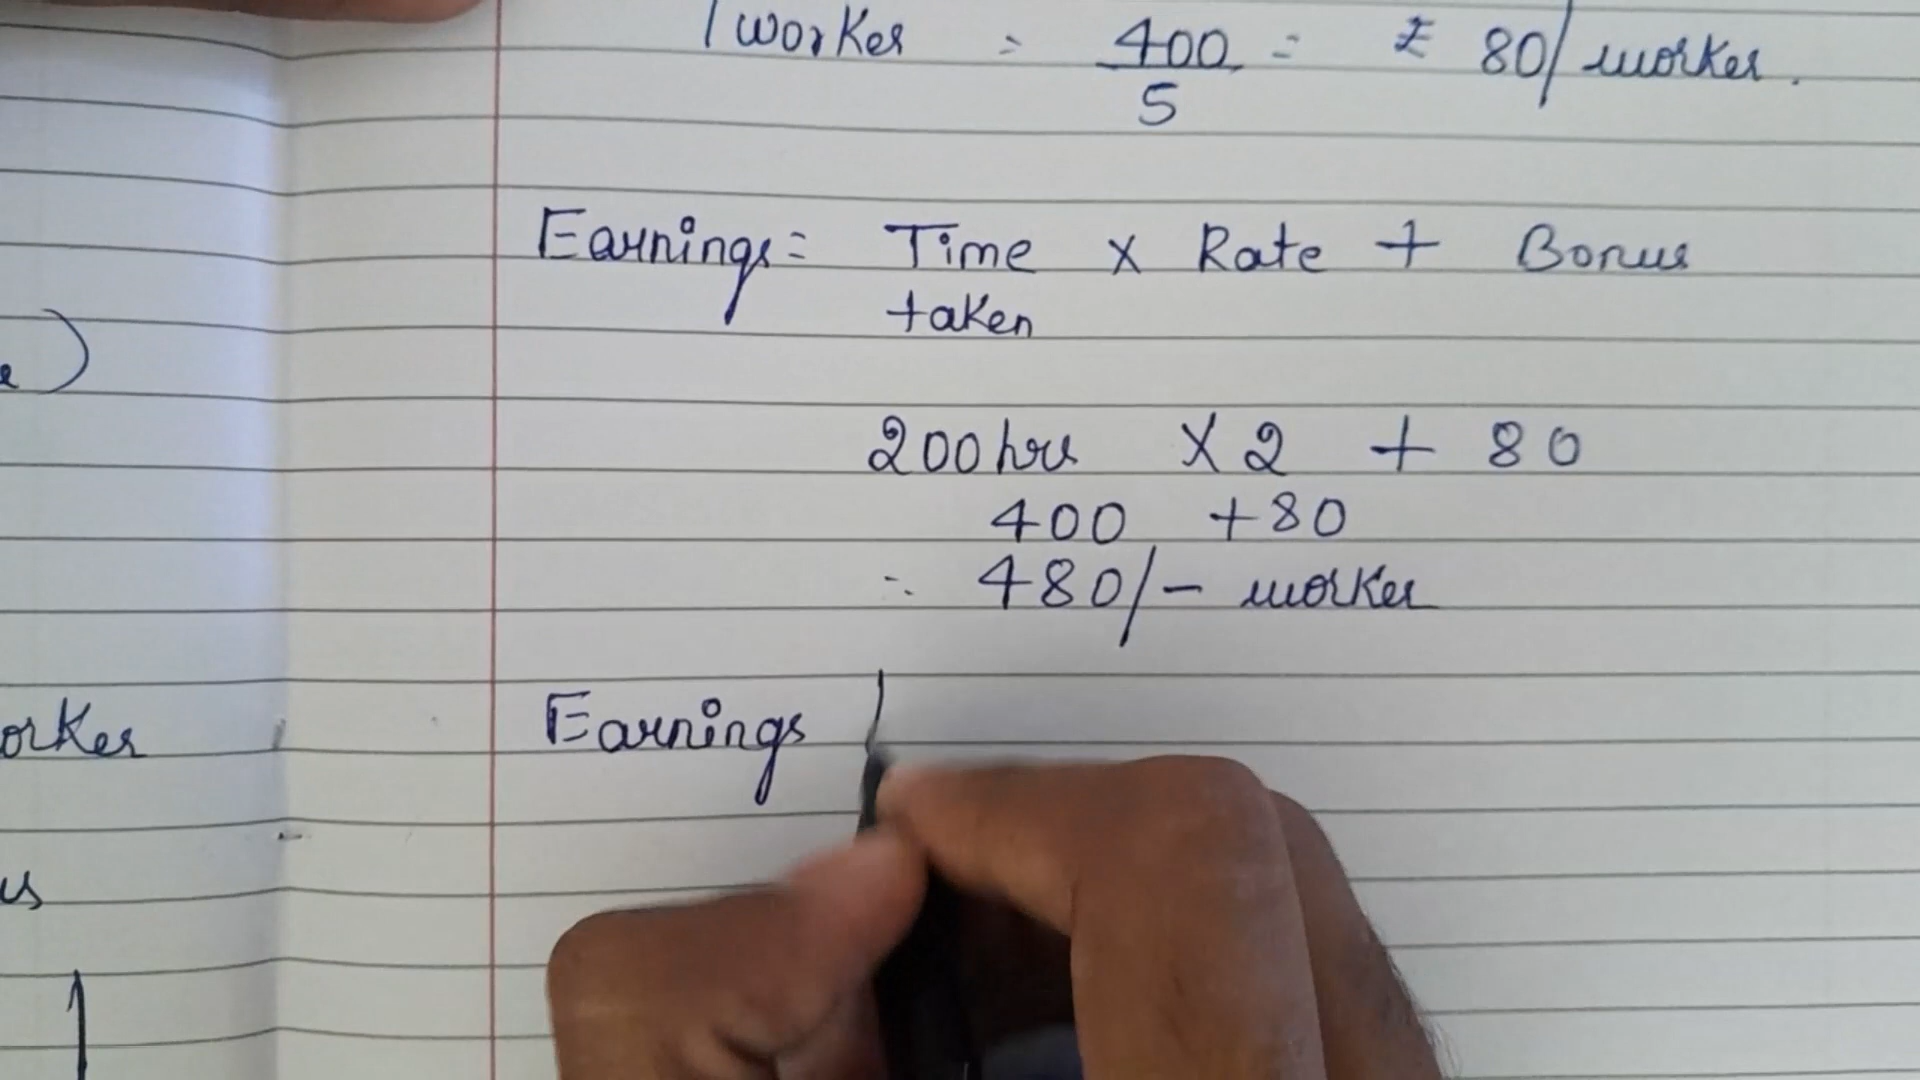 1 worker = 400/5 = ₹ 80/worker.
Earnings = Time taken x Rate + Bonus
200 hrs x 2 + 80
400 + 80
= 480/- worker
Earnings /
e)
orker
us